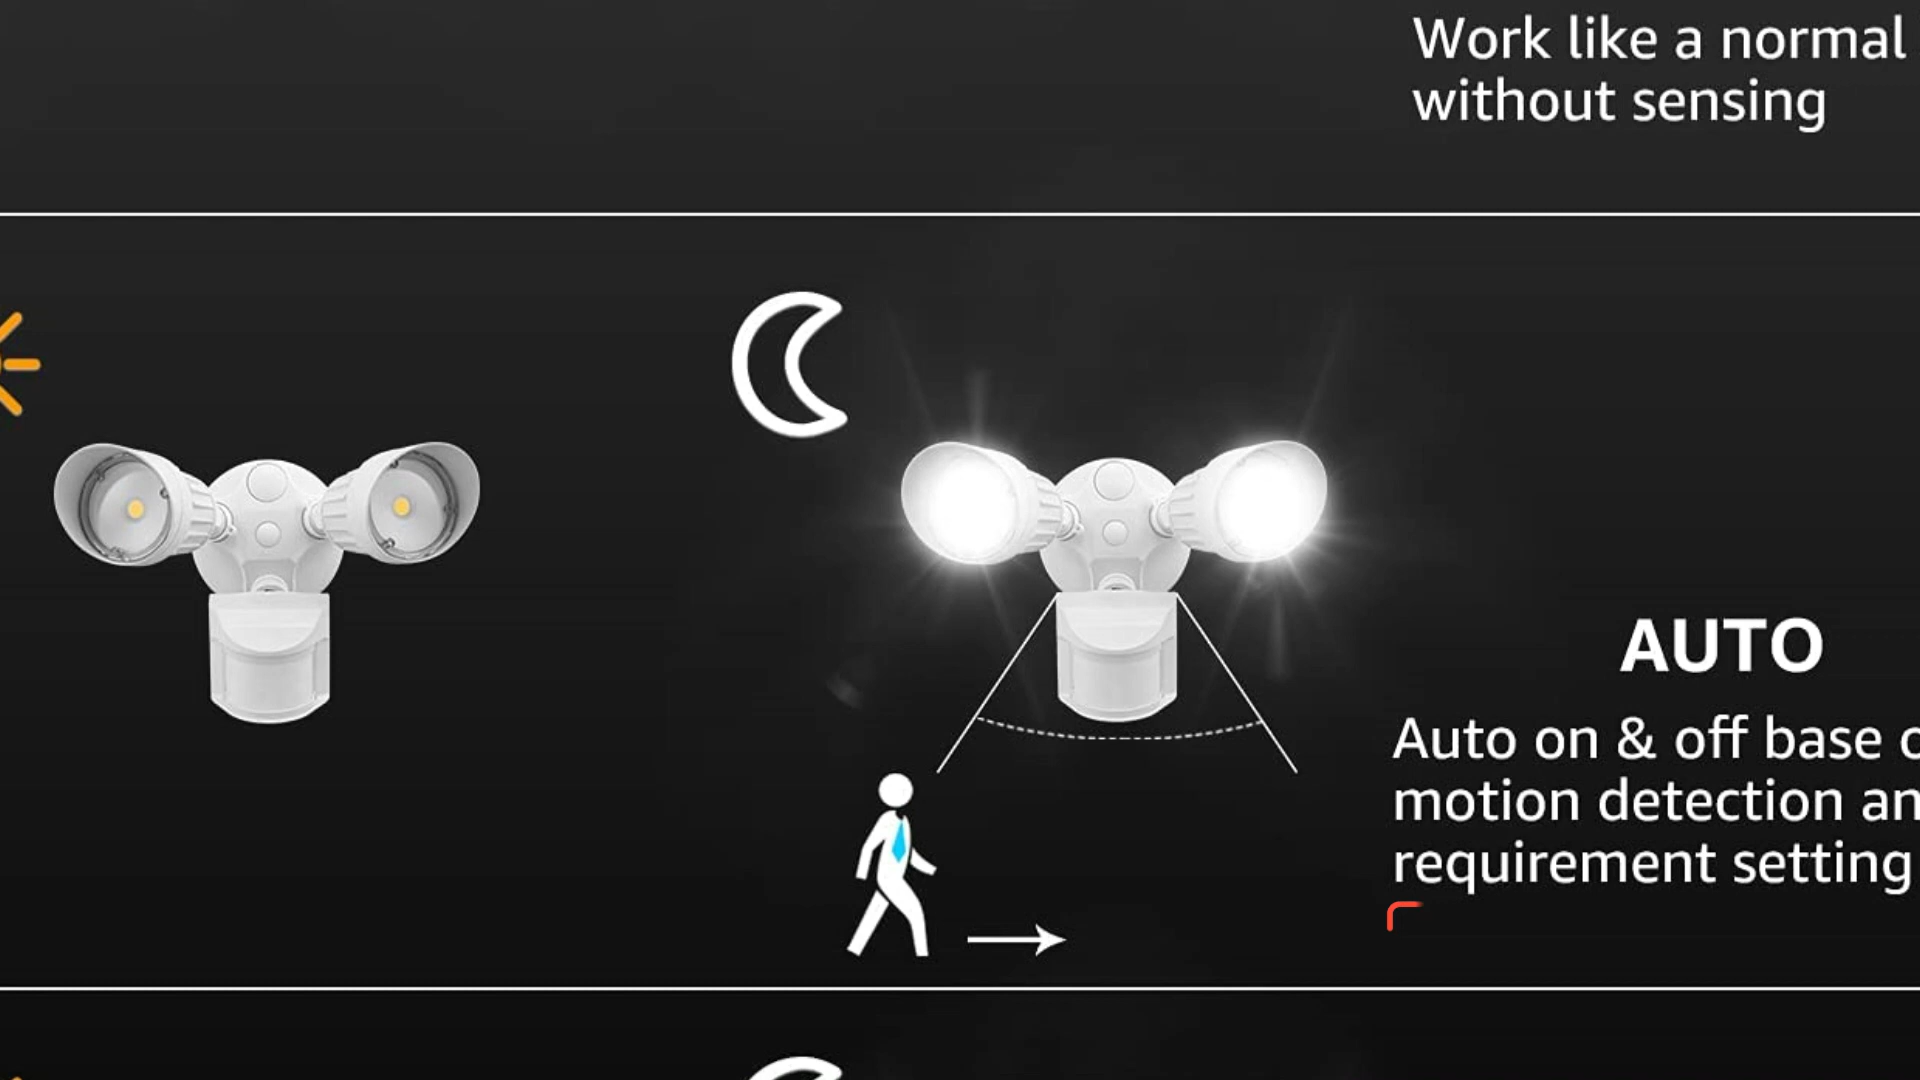 Work like a normal
without sensing
AUTO
Auto on & off base
motion detection
requirement setting